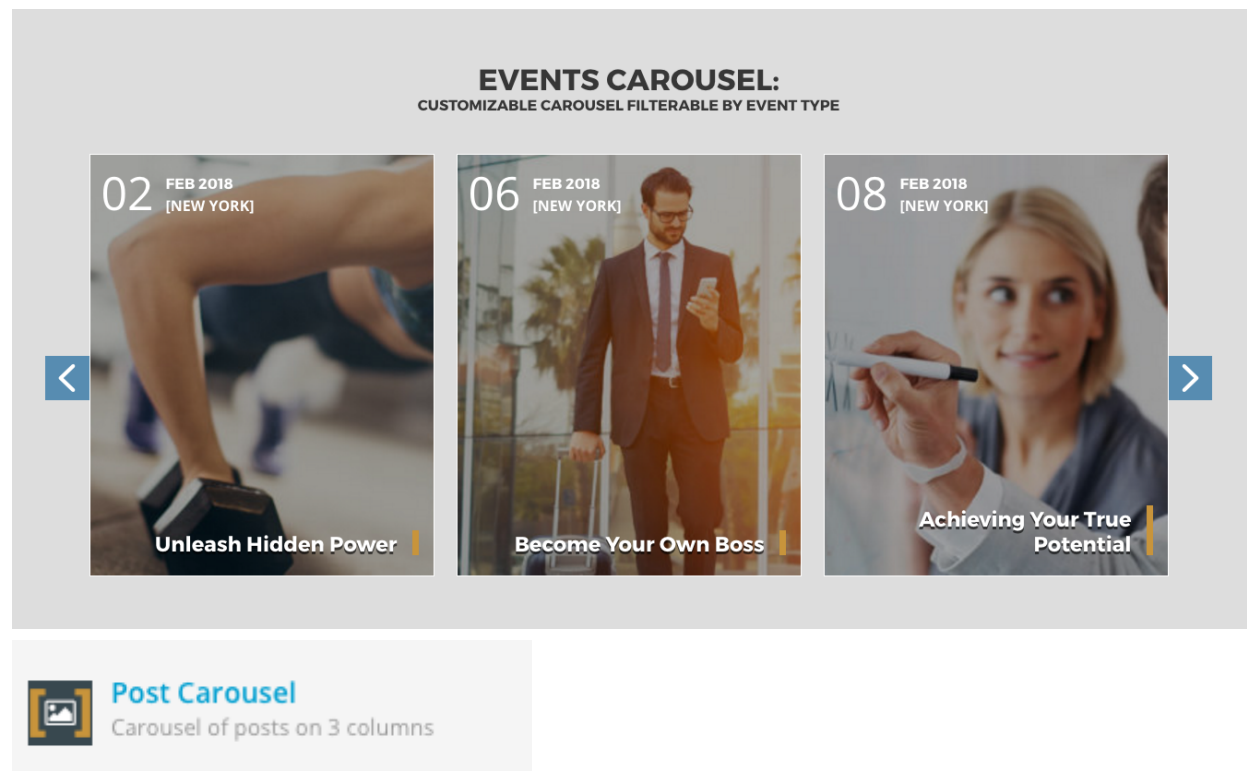 EVENTS CAROUSEL:
CUSTOMIZABLE CAROUSEL FILTERABLE BY EVENT TYPE
02
FEB 2018
[NEW YORK]
Unleash Hidden Power
06
FEB 2018
[NEW YORK]
Become Your Own Boss
08
FEB 2018
[NEW YORK]
Achieving Your True
Potential
Post Carousel
Carousel of posts on 3 columns